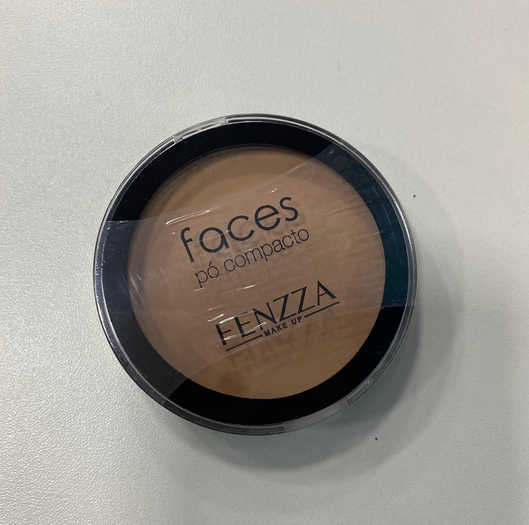 faces
pó compacto
FENZZA
MAKE UP